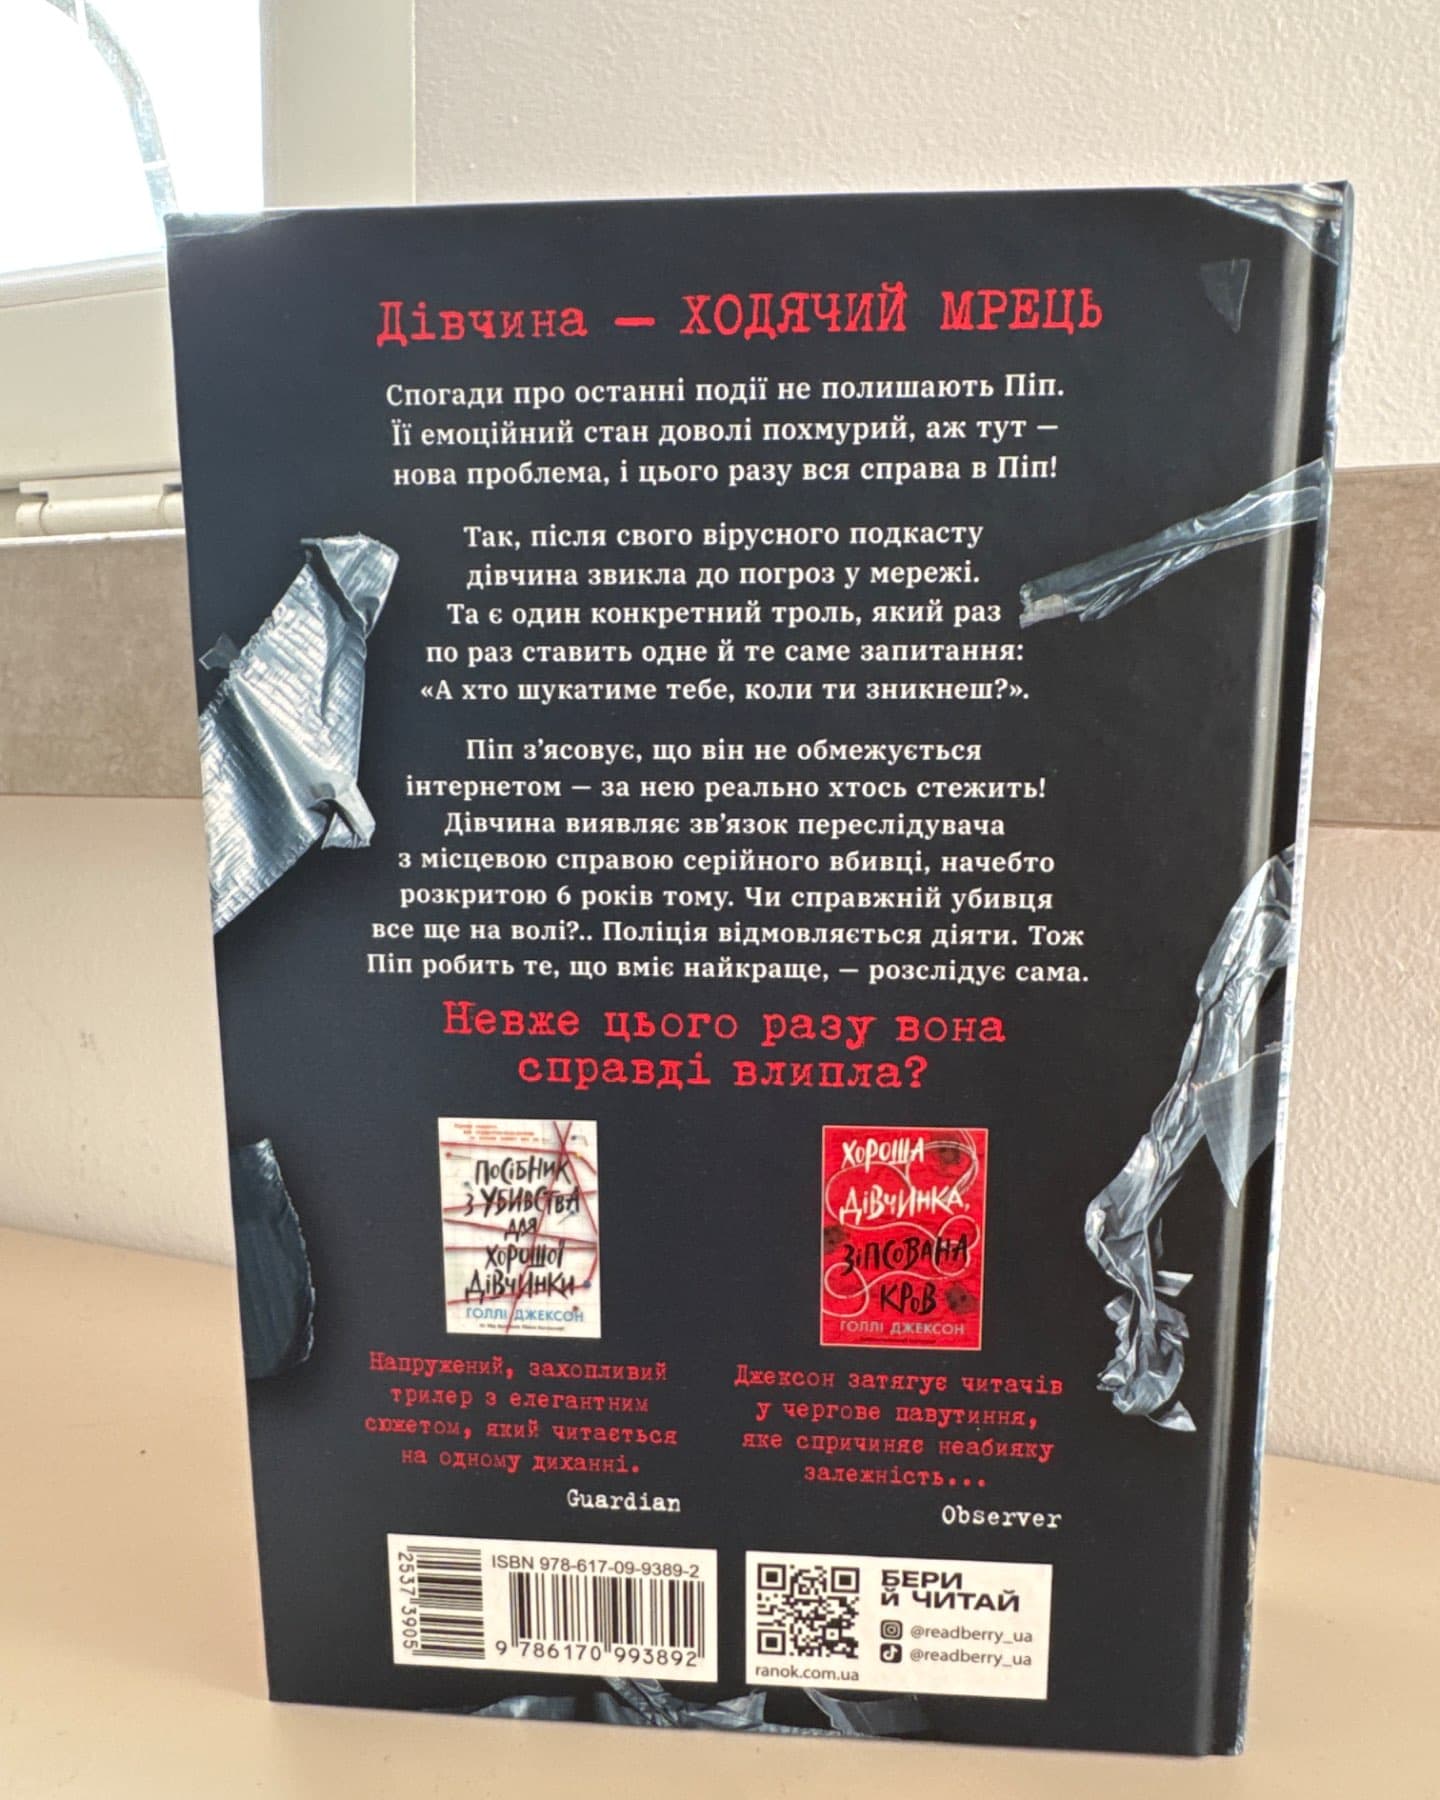 Дівчина — ХОДЯЧИЙ МРЕЦЬ
Спогади про останні події не полишають Піп.
Її емоційний стан доволі похмурий, аж тут —
нова проблема, і цього разу вся справа в Піп!
Так, після свого вірусного подкасту
дівчина звикла до погроз у мережі.
Та є один конкретний троль, який раз
по раз ставить одне й те саме запитання:
«А хто шукатиме тебе, коли ти зникнеш?».
Піп з’ясовує, що він не обмежується
інтернетом — за нею реально хтось стежить!
Дівчина виявляє зв’язок переслідувача
з місцевою справою серійного вбивці, начебто
розкритою 6 років тому. Чи справжній убивця
все ще на волі?.. Поліція відмовляється діяти. Тож
Піп робить те, що вміє найкраще, — розслідує сама.
Невже цього разу вона
справді влипла?
ПОСІБНИК
З УБИВСТВА
ДЛЯ
ХОРОШОЇ
ДІВЧИНКИ
ГОЛЛІ ДЖЕКСОН
Напружений, захопливий
трилер з елегантним
сюжетом, який читається
на одному диханні.
Guardian
ХОРОША
ДІВЧИНКА,
ЗІПСОВАНА
КРОВ
ГОЛЛІ ДЖЕКСОН
Джексон затягує читачів
у чергове павутиння,
яке спричиняє неабияку
залежність...
Observer
2537 3905
ISBN 978-617-09-9389-2
9 786170 993892
БЕРИ
Й ЧИТАЙ
@readberry_ua
@readberry_ua
ranok.com.ua